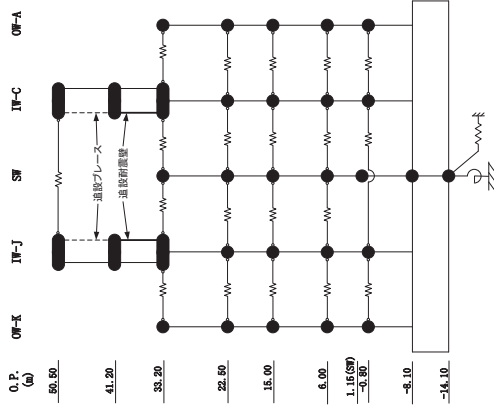 OW-A
IW-C
SW
IW-J
OW-K
追設ブレース
追設耐震壁
O.P.
(m)
50.50
41.20
33.20
22.50
15.00
6.00
1.15(SW)
-0.80
-8.10
-14.10